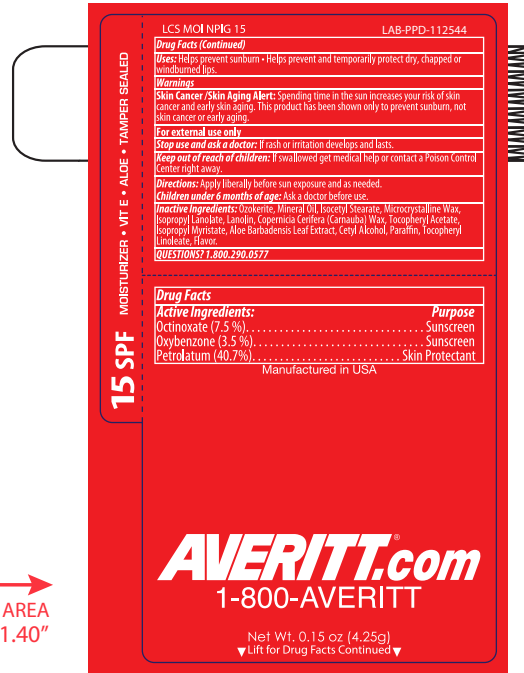 LCS MOI NPIG 15 LAB-PPD-112544
Drug Facts (Continued)
Uses: Helps prevent sunburn • Helps prevent and temporarily protect dry, chapped or
windburned lips.
Warnings
Skin Cancer /Skin Aging Alert: Spending time in the sun increases your risk of skin
cancer and early skin aging. This product has been shown only to prevent sunburn, not
skin cancer or early aging.
For external use only
Stop use and ask a doctor: If rash or irritation develops and lasts.
Keep out of reach of children: If swallowed get medical help or contact a Poison Control
Center right away.
Directions: Apply liberally before sun exposure and as needed.
Children under 6 months of age: Ask a doctor before use.
Inactive Ingredients: Ozokerite, Mineral Oil, Isocetyl Stearate, Microcrystalline Wax,
Isopropyl Lanolate, Lanolin, Copernicia Cerifera (Carnauba) Wax, Tocopheryl Acetate,
Isopropyl Myristate, Aloe Barbadensis Leaf Extract, Cetyl Alcohol, Paraffin, Tocopheryl
Linoleate, Flavor.
QUESTIONS? 1.800.290.0577
15 SPF MOISTURIZER • VIT E • ALOE • TAMPER SEALED
Drug Facts
Active Ingredients: Purpose
Octinoxate (7.5 %)............................Sunscreen
Oxybenzone (3.5 %)...........................Sunscreen
Petrolatum (40.7%)........................Skin Protectant
Manufactured in USA
AVERITT.com®
1-800-AVERITT
Net Wt. 0.15 oz (4.25g)
▼Lift for Drug Facts Continued▼
AREA
1.40"